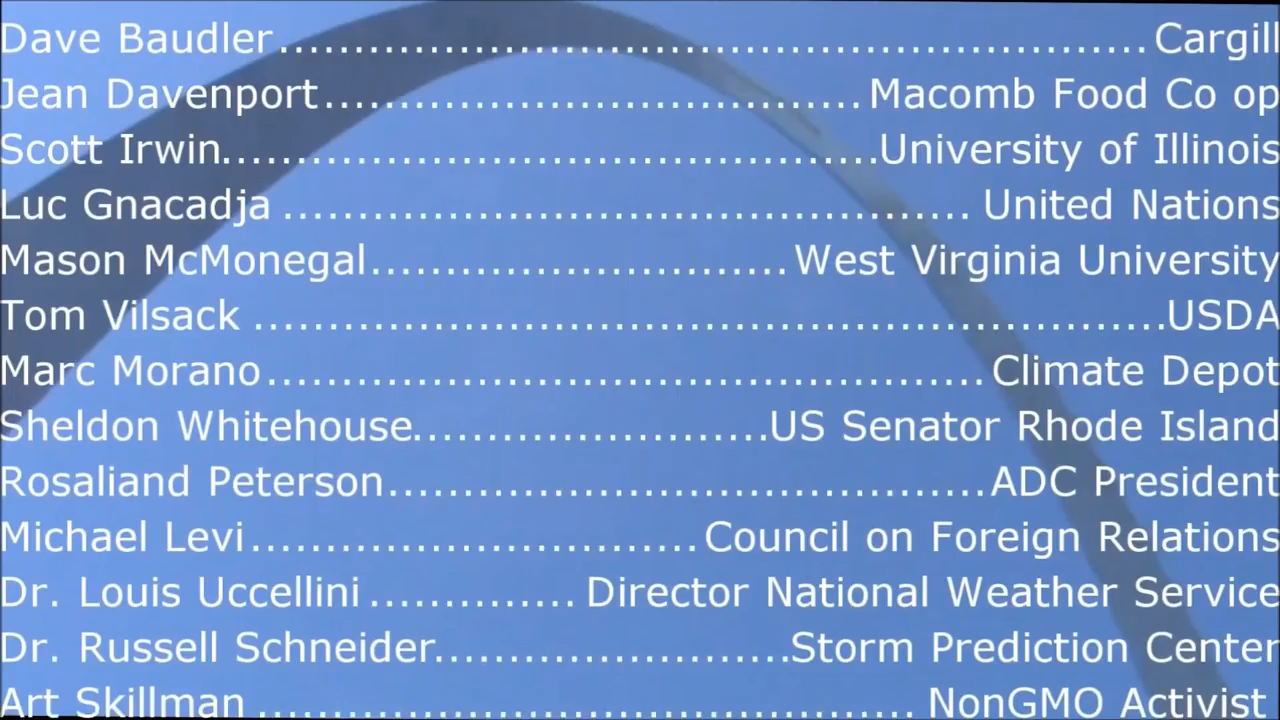 Dave Baudler..........................................................Cargill
Jean Davenport....................................Macomb Food Co op
Scott Irwin............................................University of Illinois
Luc Gnacadja .............................................. United Nations
Mason McMonegal............................West Virginia University
Tom Vilsack .............................................................USDA
Marc Morano................................................Climate Depot
Sheldon Whitehouse........................US Senator Rhode Island
Rosaliand Peterson........................................ADC President
Michael Levi..............................Council on Foreign Relations
Dr. Louis Uccellini .............. Director National Weather Service
Dr. Russell Schneider........................Storm Prediction Center
Art Skillman ............................................ NonGMO Activist